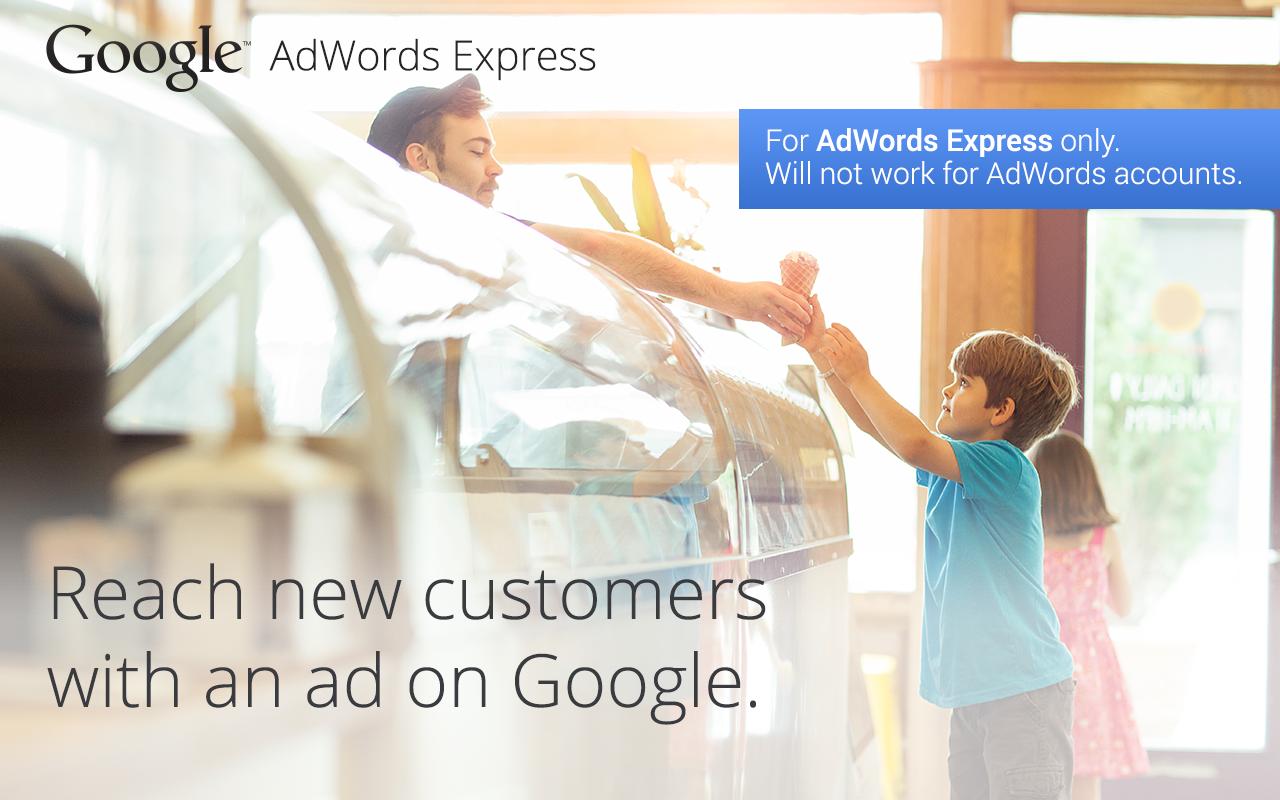 Google™ AdWords Express
For AdWords Express only.
Will not work for AdWords accounts.
Reach new customers
with an ad on Google.